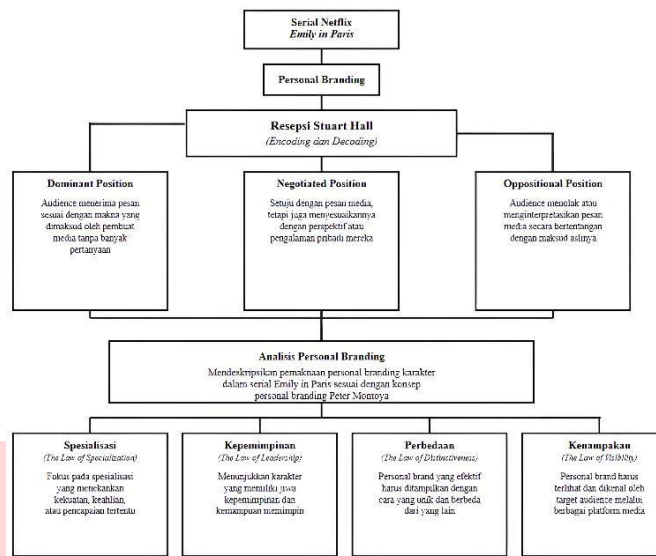 Serial Netflix
Emily in Paris
Personal Branding
Resepsi Stuart Hall
(Encoding dan Decoding)
Dominant Position
Audience menerima pesan
sesuai dengan makna yang
dimaksud oleh pembuat
media tanpa banyak
pertanyaan
Negotiated Position
Setuju dengan pesan media,
tetapi juga menyesuaikannya
dengan perspektif atau
pengalaman pribadi mereka
Oppositional Position
Audience menolak atau
menginterpretasikan pesan
media secara bertentangan
dengan maksud aslinya
Analisis Personal Branding
Mendeskripsikan pemaknaan personal branding karakter
dalam serial Emily in Paris sesuai dengan konsep
personal branding Peter Montoya
Spesialisasi
(The Law of Specialization)
Fokus pada spesialisasi
yang menekankan
kekuatan, keahlian,
atau pencapaian tertentu
Kepemimpinan
(The Law of Leadership)
Menunjukkan karakter
yang memiliki jiwa
kepemimpinan dan
kemampuan memimpin
Perbedaan
(The Law of Distinctiveness)
Personal brand yang efektif
harus ditampilkan dengan
cara yang unik dan berbeda
dari yang lain
Kenampakan
(The Law of Visibility)
Personal brand harus
terlihat dan dikenal oleh
target audience melalui
berbagai platform media